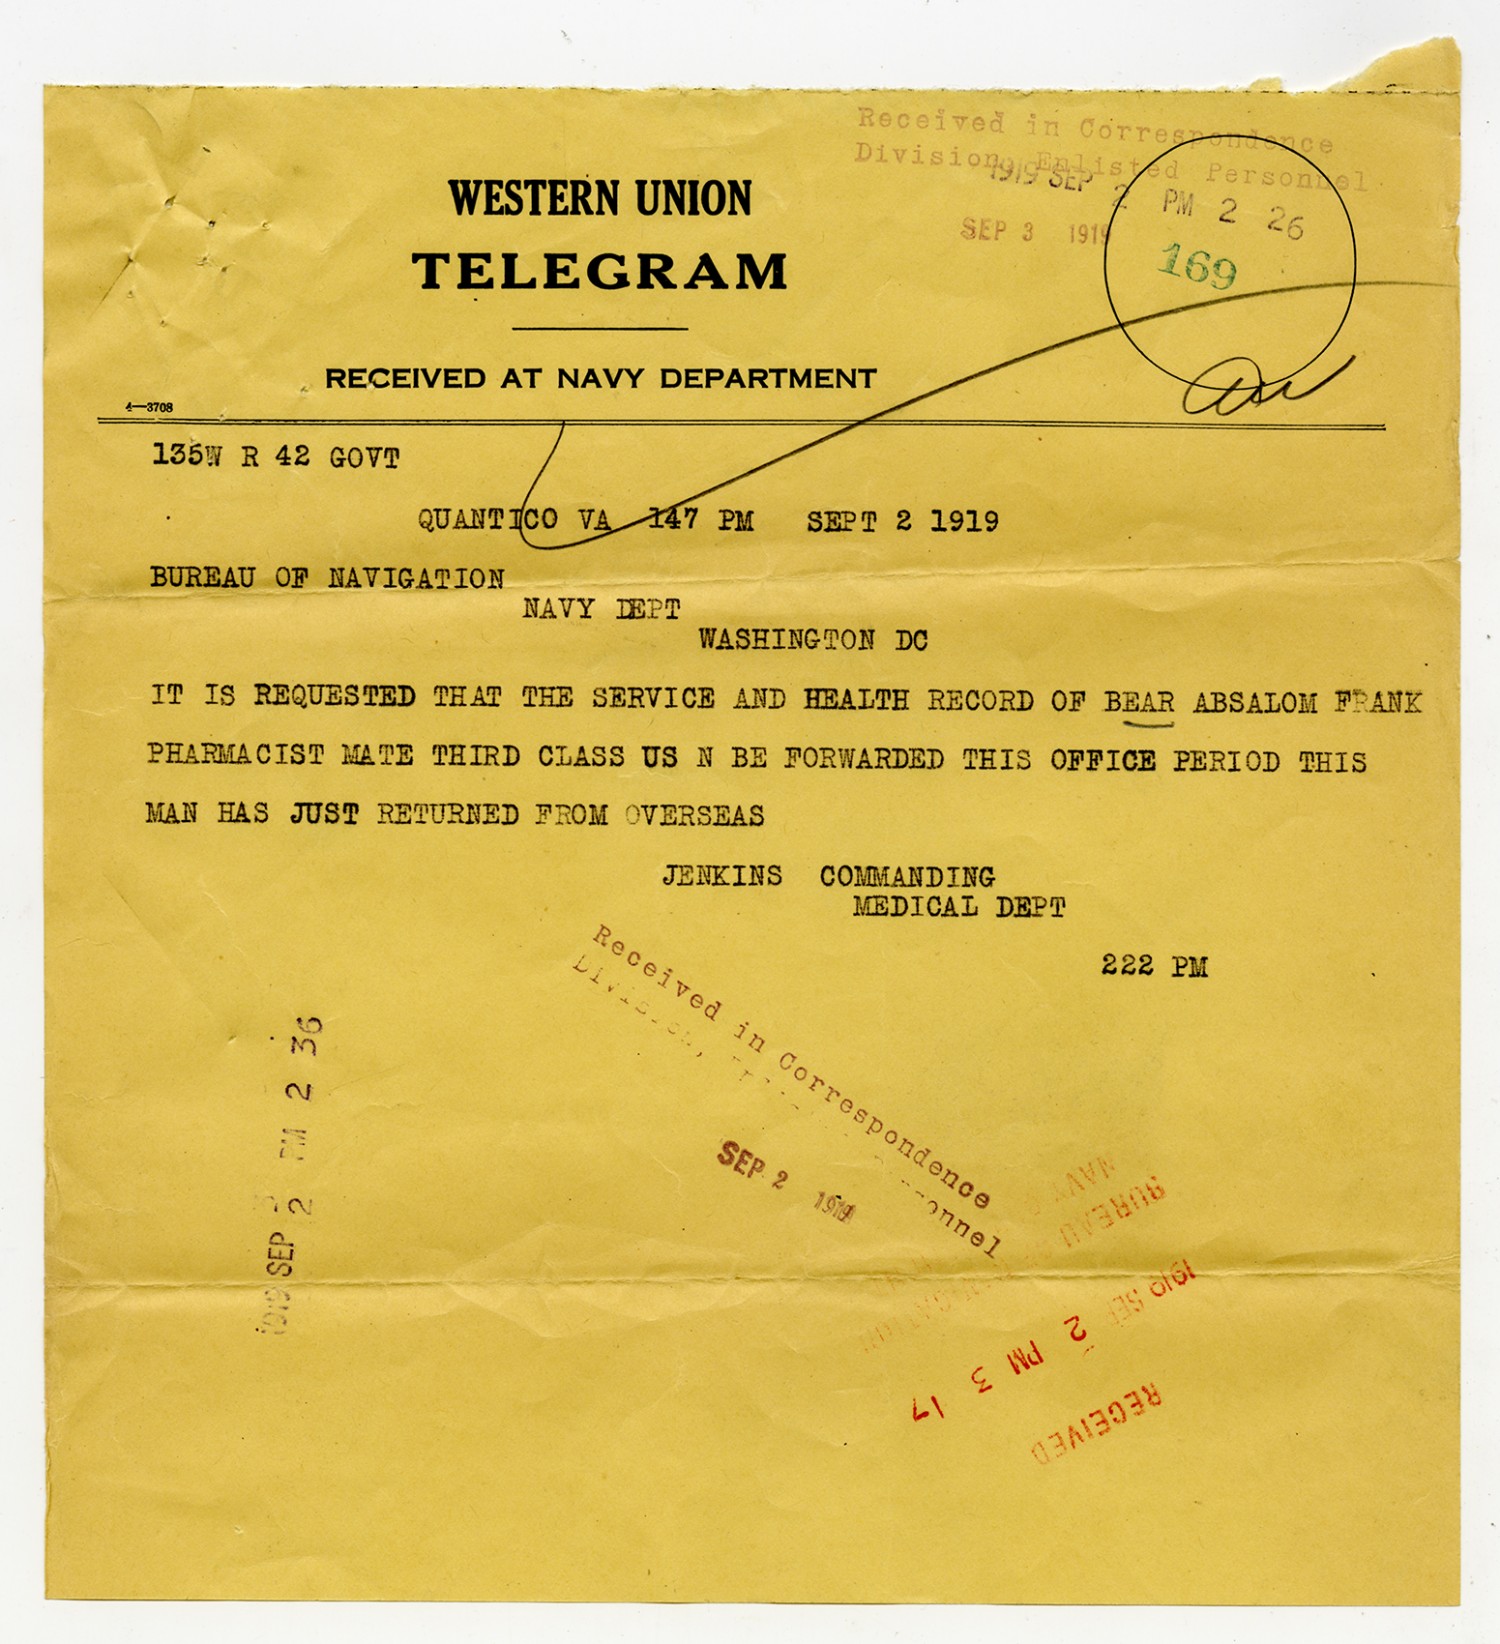 Received in Correspondence
Division, Enlisted Personnel
1919 SEP 2 PM 2 26
SEP 3 1919
169
WESTERN UNION
TELEGRAM
RECEIVED AT NAVY DEPARTMENT
4—3708
135W R 42 GOVT
QUANTICO VA 147 PM SEPT 2 1919
BUREAU OF NAVIGATION
NAVY DEPT
WASHINGTON DC
IT IS REQUESTED THAT THE SERVICE AND HEALTH RECORD OF BEAR ABSALOM FRANK
PHARMACIST MATE THIRD CLASS US N BE FORWARDED THIS OFFICE PERIOD THIS
MAN HAS JUST RETURNED FROM OVERSEAS
JENKINS COMMANDING
MEDICAL DEPT
222 PM
Received in Correspondence
Division, onnel
SEP 2 1919
1919 SEP 2 PM 2 36
NAVY
BUREAU
1919 SEP 2 PM 3 17
RECEIVED